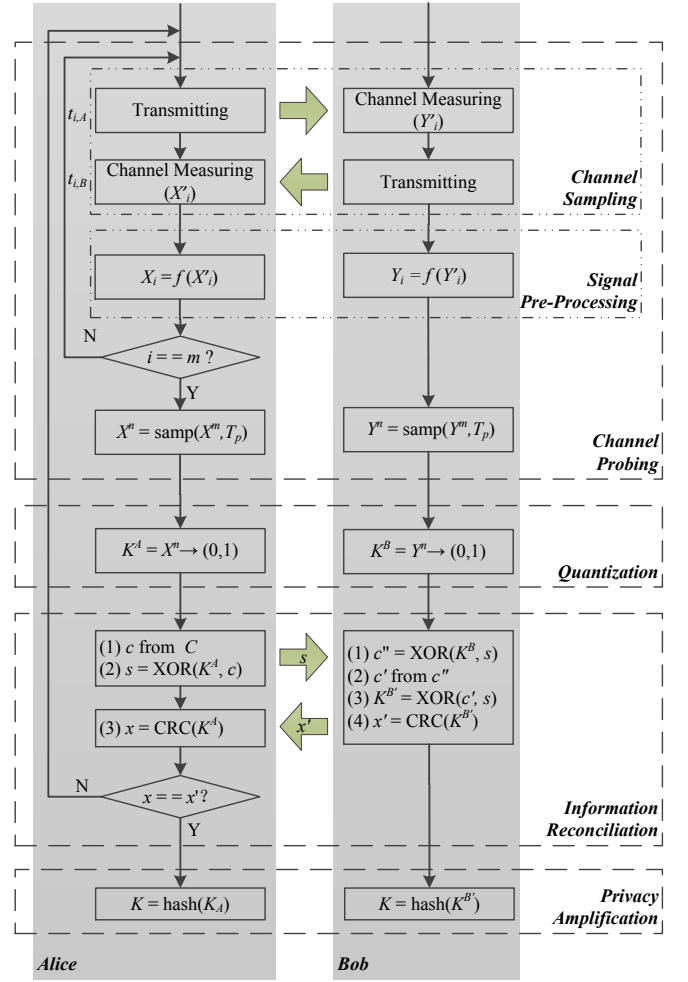 t_{i,A}
Transmitting
Channel Measuring
(Y'_i)
t_{i,B}
Channel Measuring
(X'_i)
Transmitting
Channel
Sampling
X_i = f(X'_i)
Y_i = f(Y'_i)
Signal
Pre-Processing
N
i == m ?
Y
X^n = samp(X^m, T_p)
Y^n = samp(Y^m, T_p)
Channel
Probing
K^A = X^n → (0,1)
K^B = Y^n → (0,1)
Quantization
(1) c from C
(2) s = XOR(K^A, c)
s
(1) c'' = XOR(K^B, s)
(2) c' from c''
(3) K^{B'} = XOR(c', s)
(4) x' = CRC(K^{B'})
(3) x = CRC(K^A)
x'
N
x == x'?
Y
Information
Reconciliation
K = hash(K_A)
K = hash(K^{B'})
Privacy
Amplification
Alice
Bob